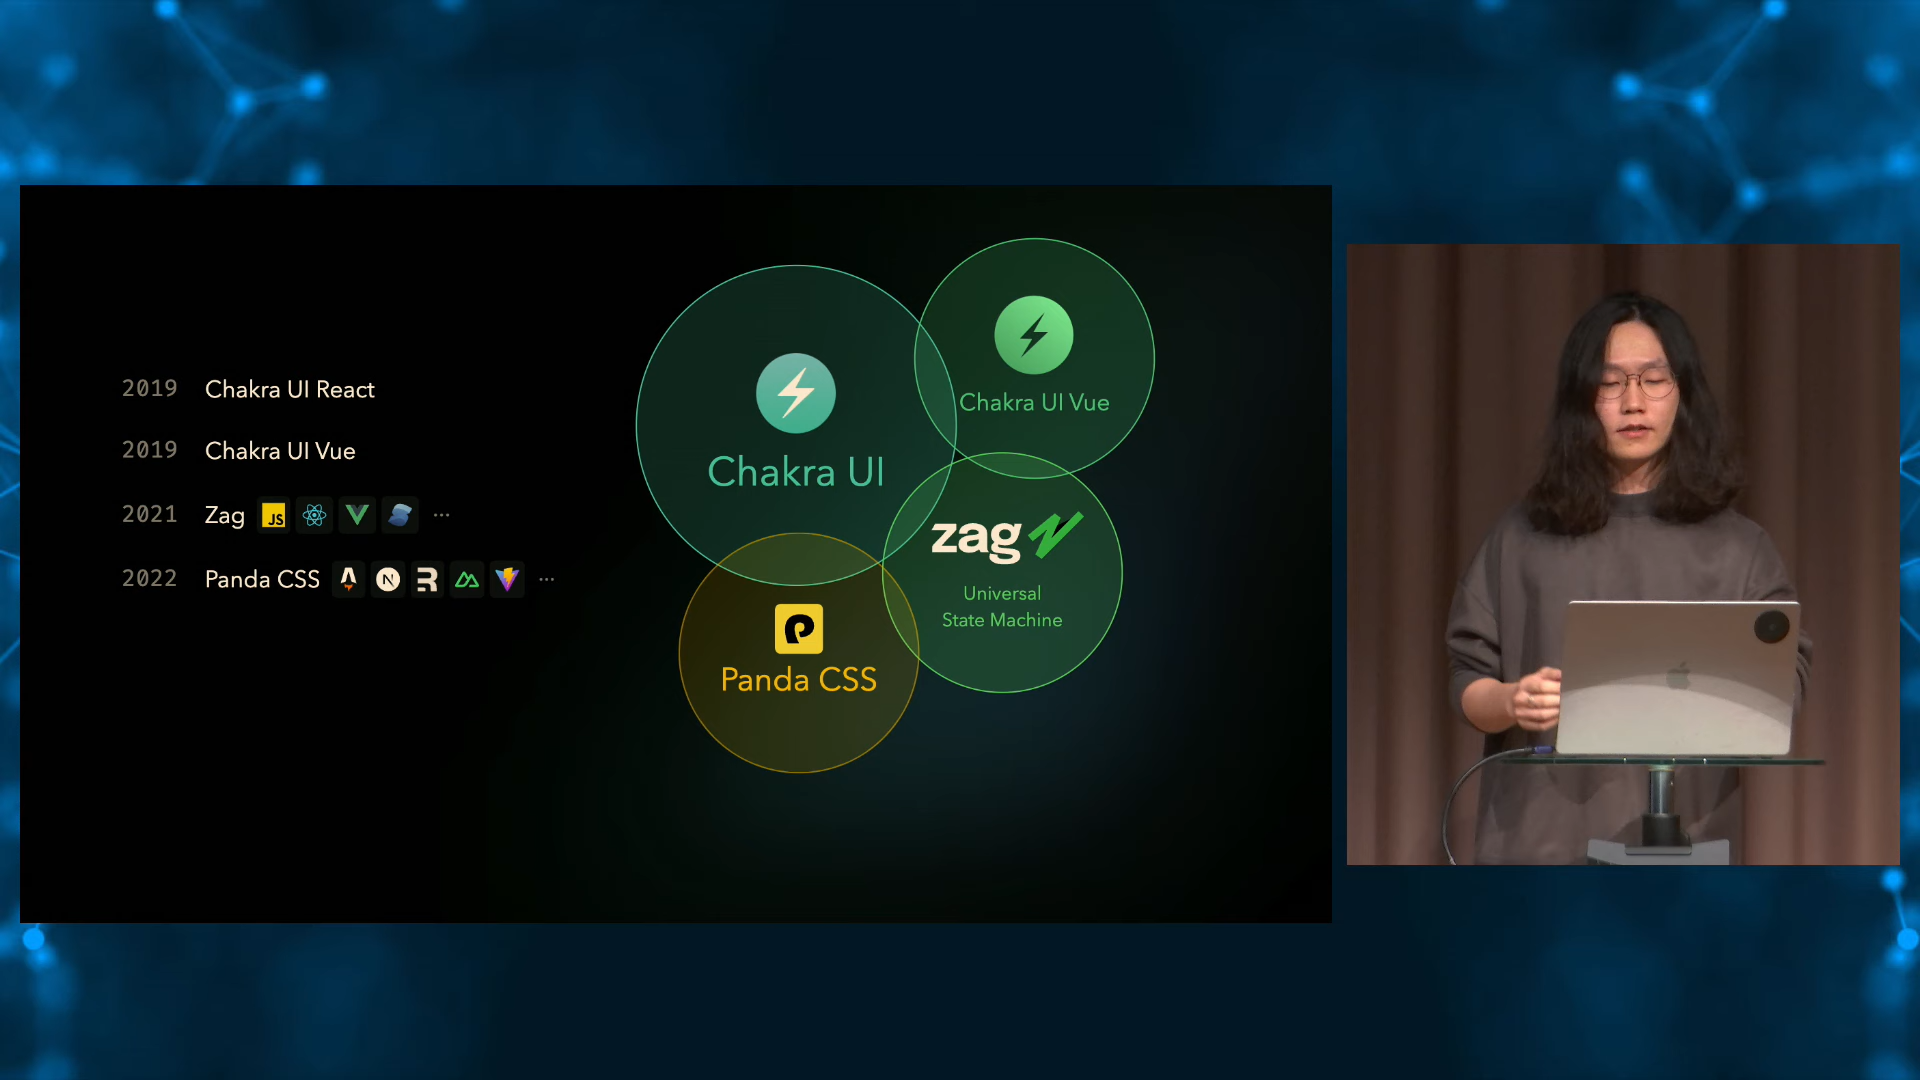 2019 Chakra UI React
2019 Chakra UI Vue
2021 Zag JS ...
2022 Panda CSS N R ...
Chakra UI
Chakra UI Vue
zag
Universal
State Machine
Panda CSS